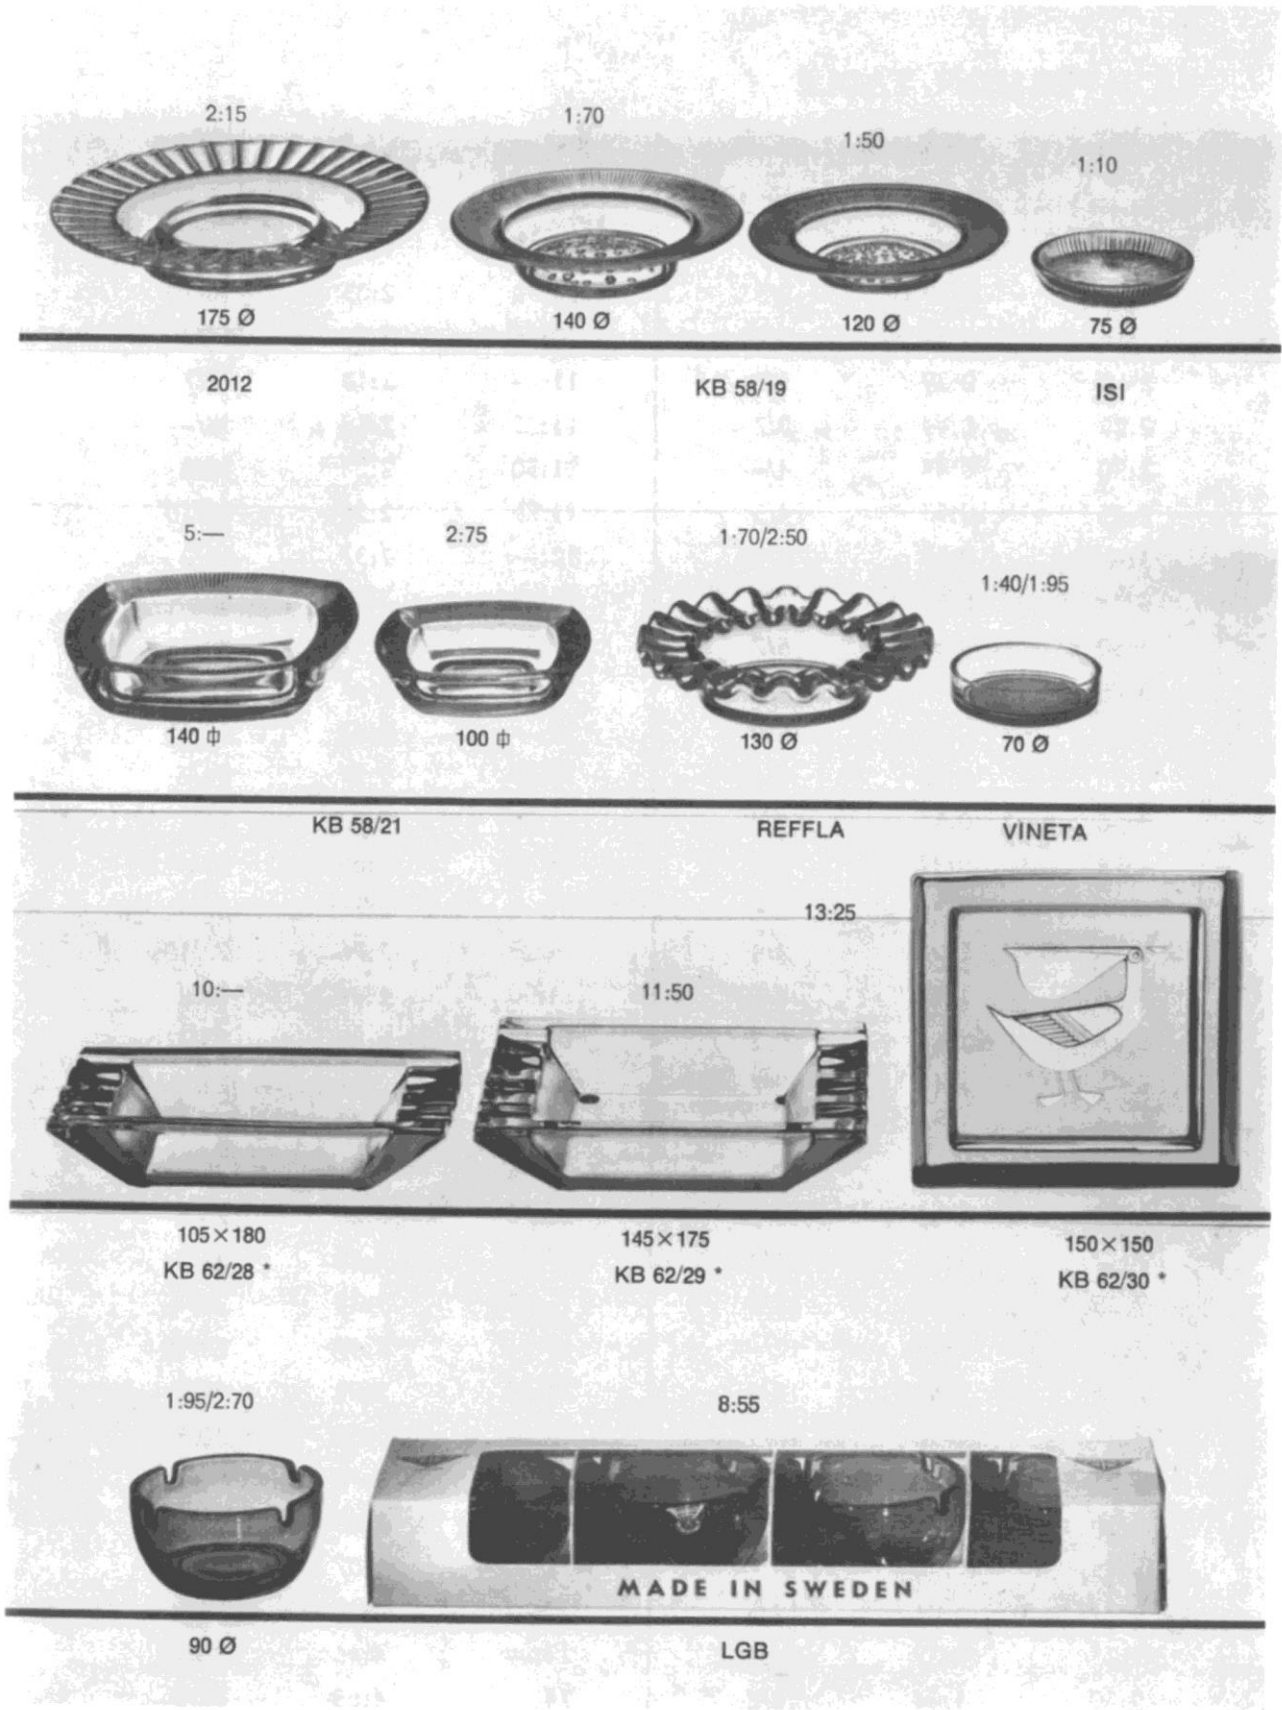 2:15
1:70
1:50
1:10
175 Ø
140 Ø
120 Ø
75 Ø
2012
KB 58/19
ISI
5:—
2:75
1:70/2:50
1:40/1:95
140 ⌷
100 ⌷
130 Ø
70 Ø
KB 58/21
REFFLA
VINETA
13:25
10:—
11:50
105×180
145×175
150×150
KB 62/28 *
KB 62/29 *
KB 62/30 *
1:95/2:70
8:55
MADE IN SWEDEN
90 Ø
LGB